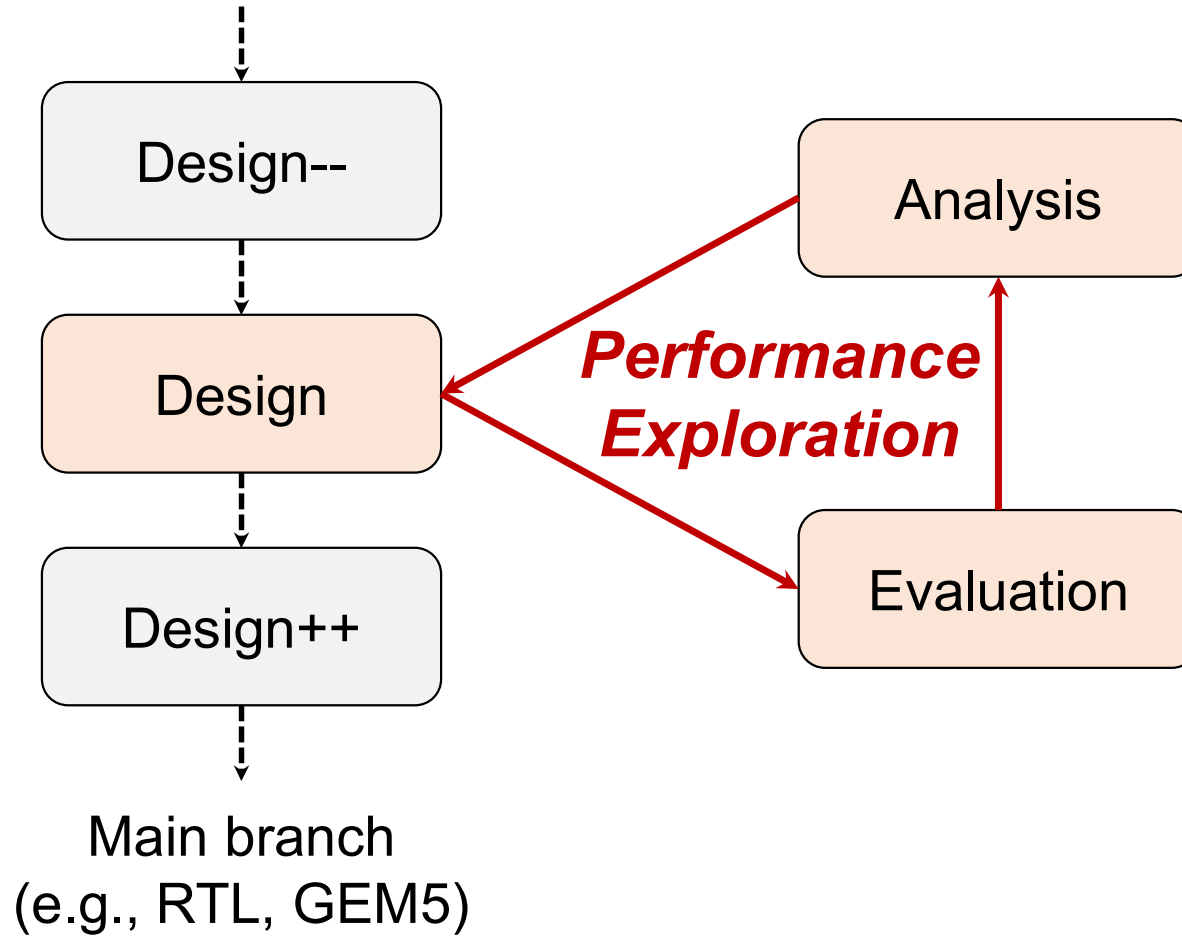 Design--
Analysis
Performance
Exploration
Design
Evaluation
Design++
Main branch
(e.g., RTL, GEM5)